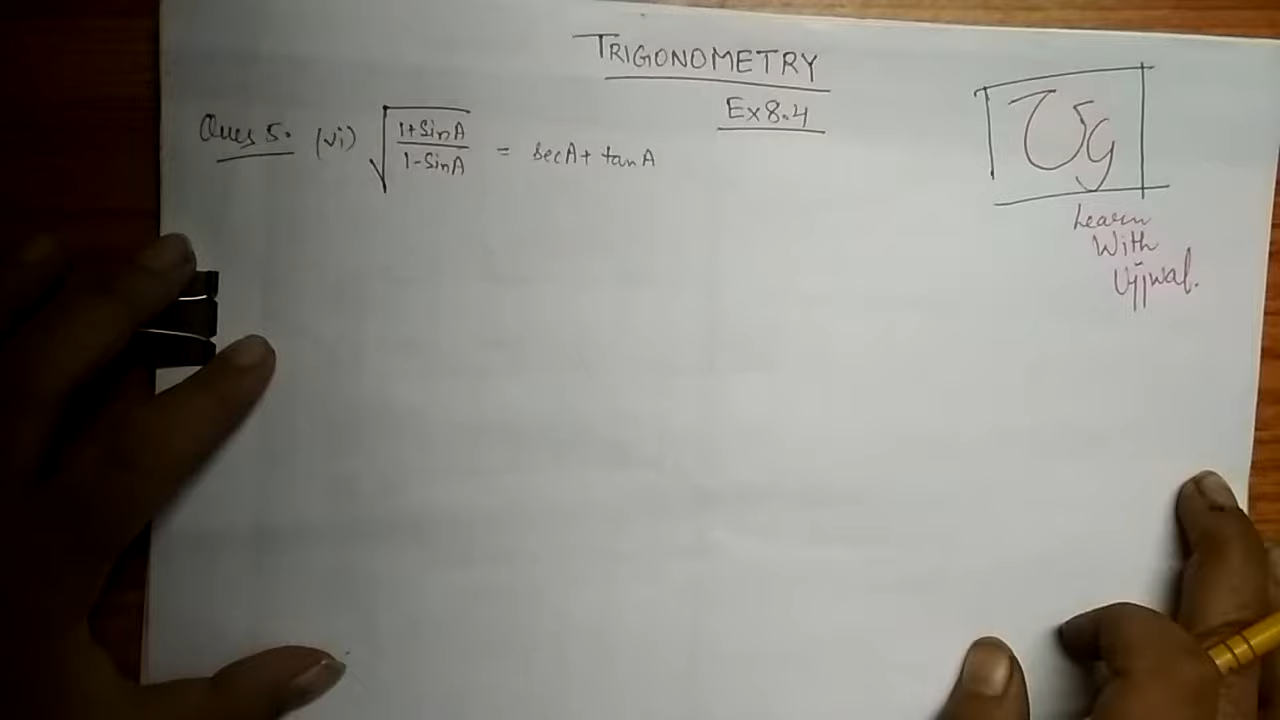 TRIGONOMETRY
Ex 8.4
Ques 5. (vi) √((1+SinA)/(1-SinA)) = secA + tanA
Ug
Learn
With
Ujjwal.